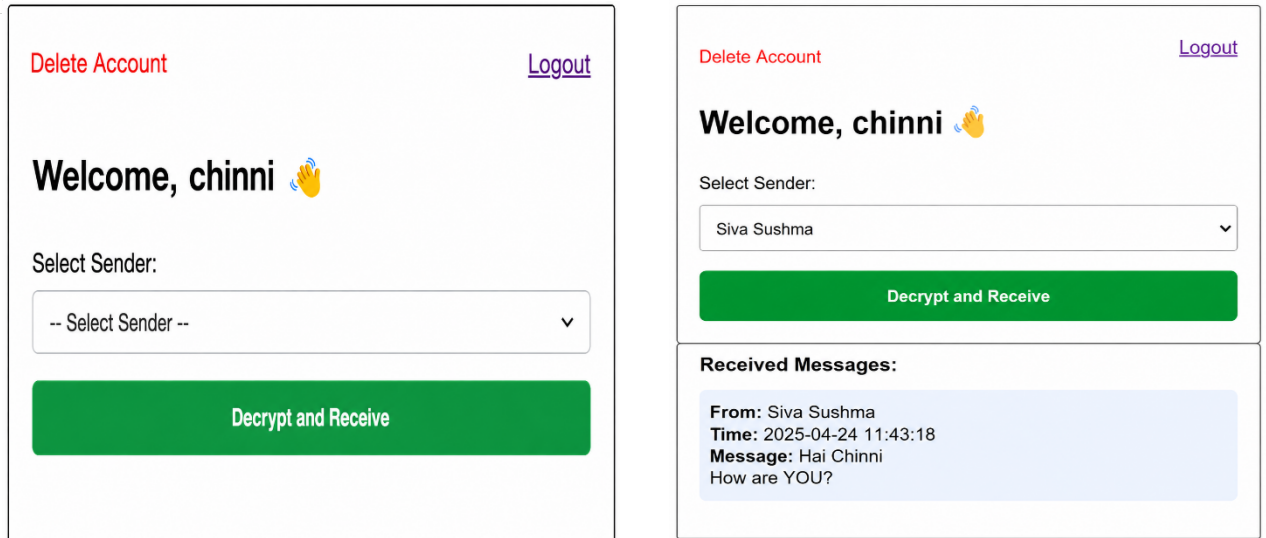 Delete Account
Logout
Welcome, chinni 👋
Select Sender:
-- Select Sender --
Decrypt and Receive
Delete Account
Logout
Welcome, chinni 👋
Select Sender:
Siva Sushma
Decrypt and Receive
Received Messages:
From: Siva Sushma
Time: 2025-04-24 11:43:18
Message: Hai Chinni
How are YOU?